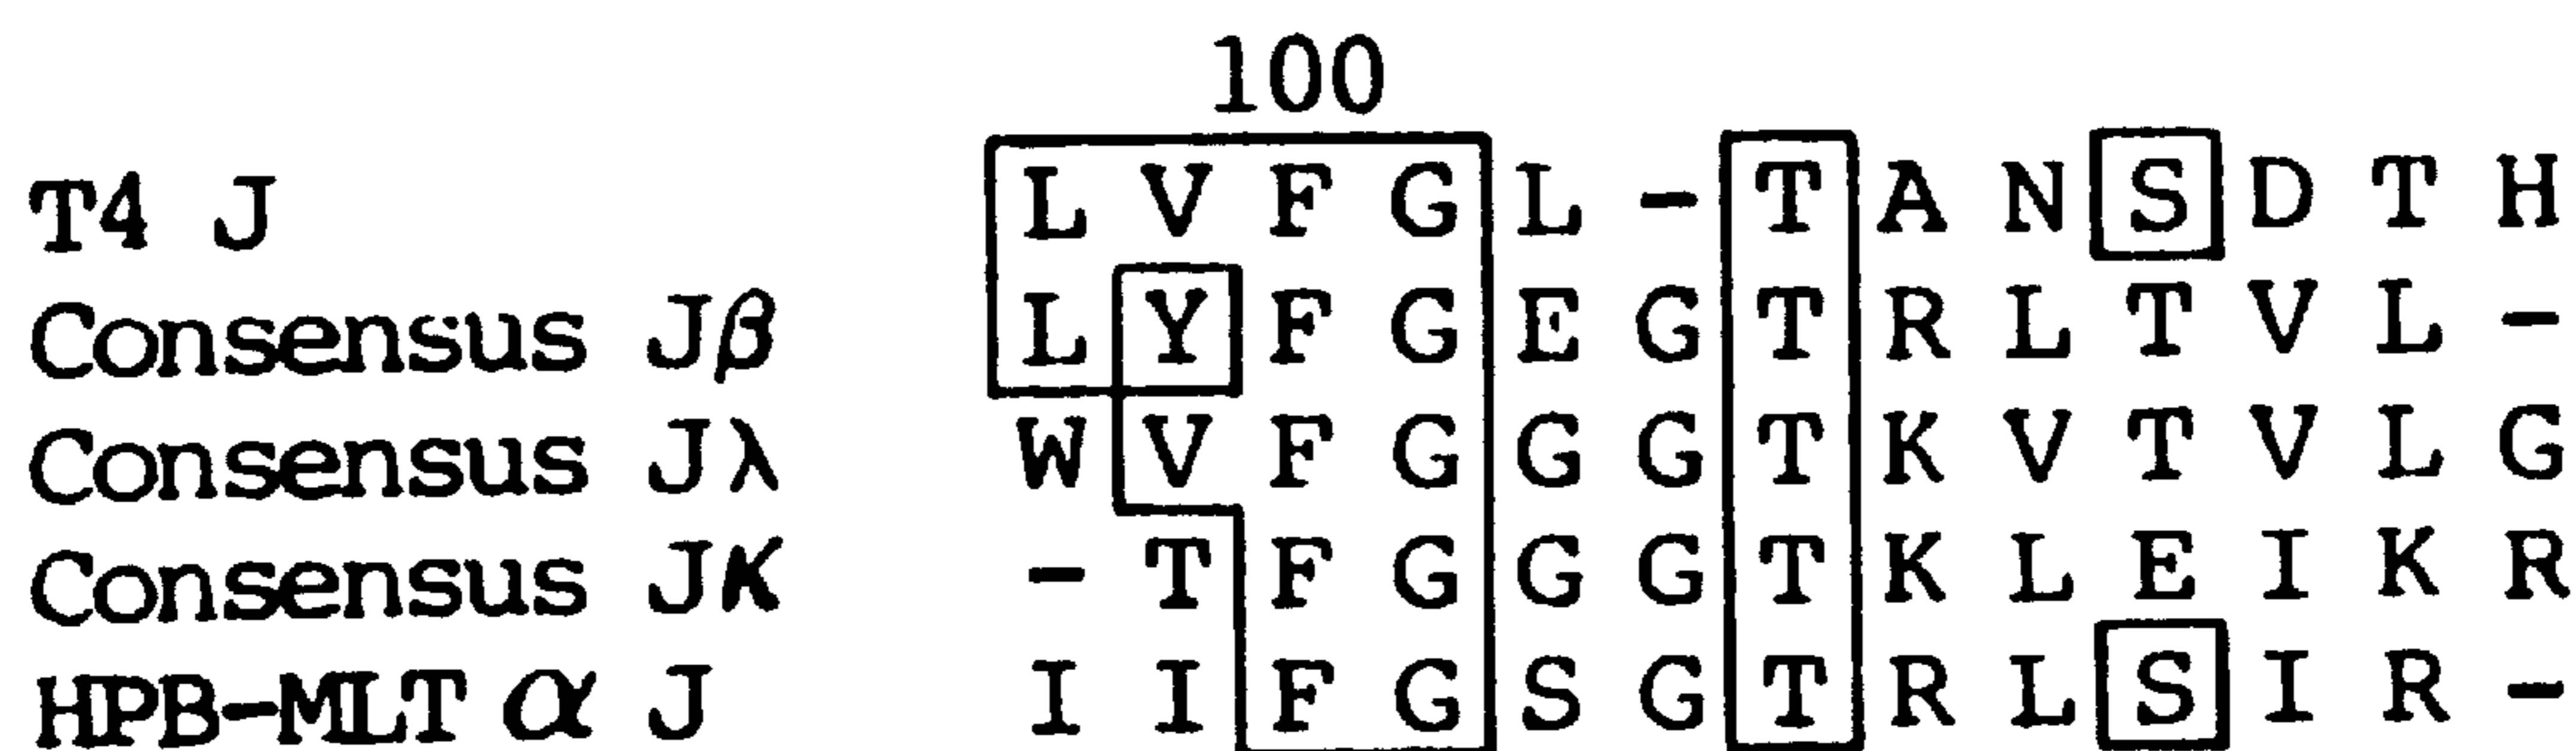 100
T4 J L V F G L - T A N S D T H
Consensus Jβ L Y F G E G T R L T V L -
Consensus Jλ W V F G G G T K V T V L G
Consensus Jκ - T F G G G T K L E I K R
HPB-MLT α J I I F G S G T R L S I R -